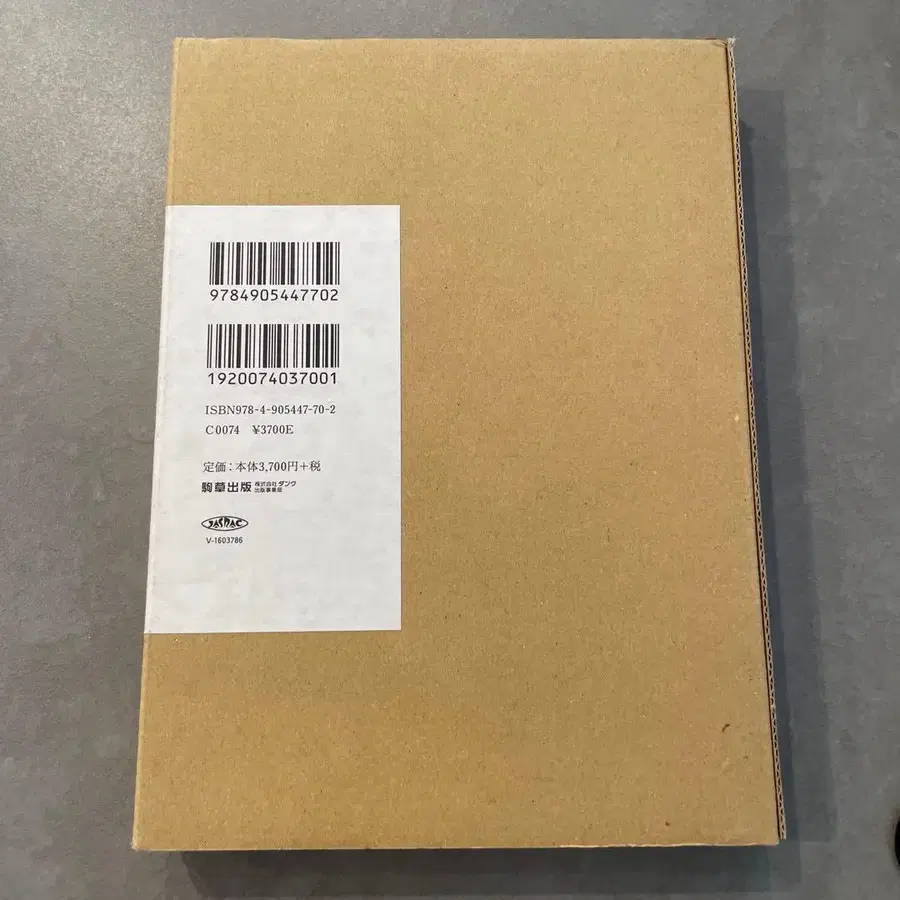 9784905447702
1920074037001
ISBN978-4-905447-70-2
C0074 ¥3700E
定価：本体3,700円＋税
駒草出版 株式会社ダンク 出版事業部
JASRAC
V-1603786